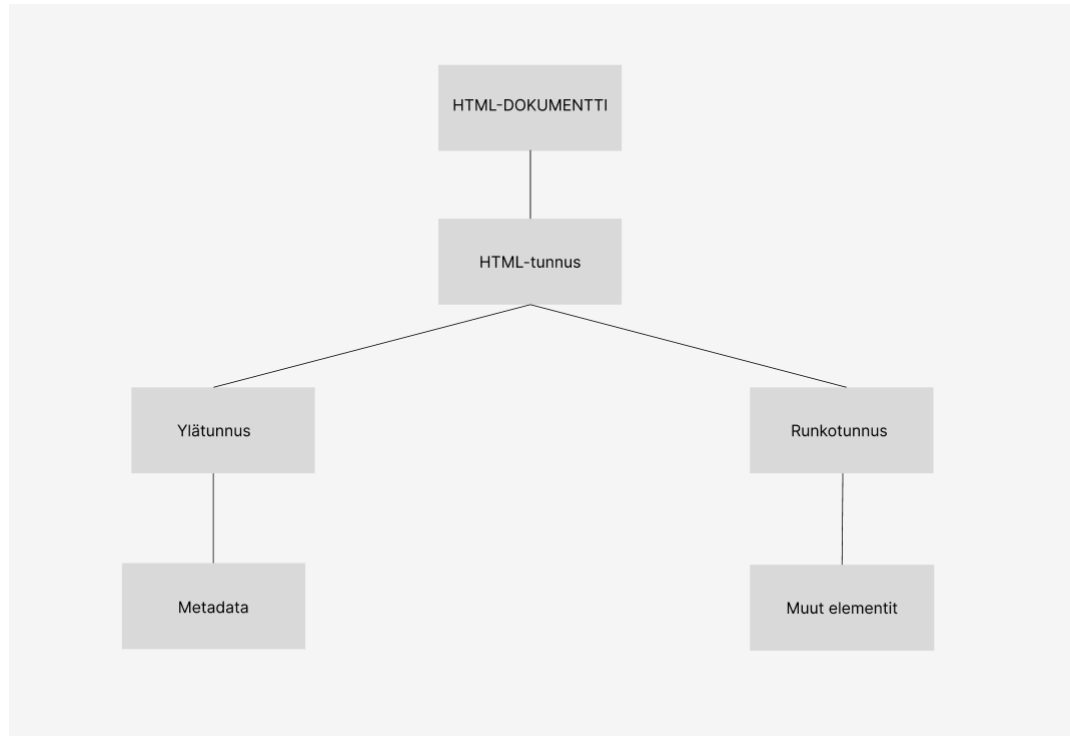 HTML-DOKUMENTTI
HTML-tunnus
Ylätunnus
Runkotunnus
Metadata
Muut elementit